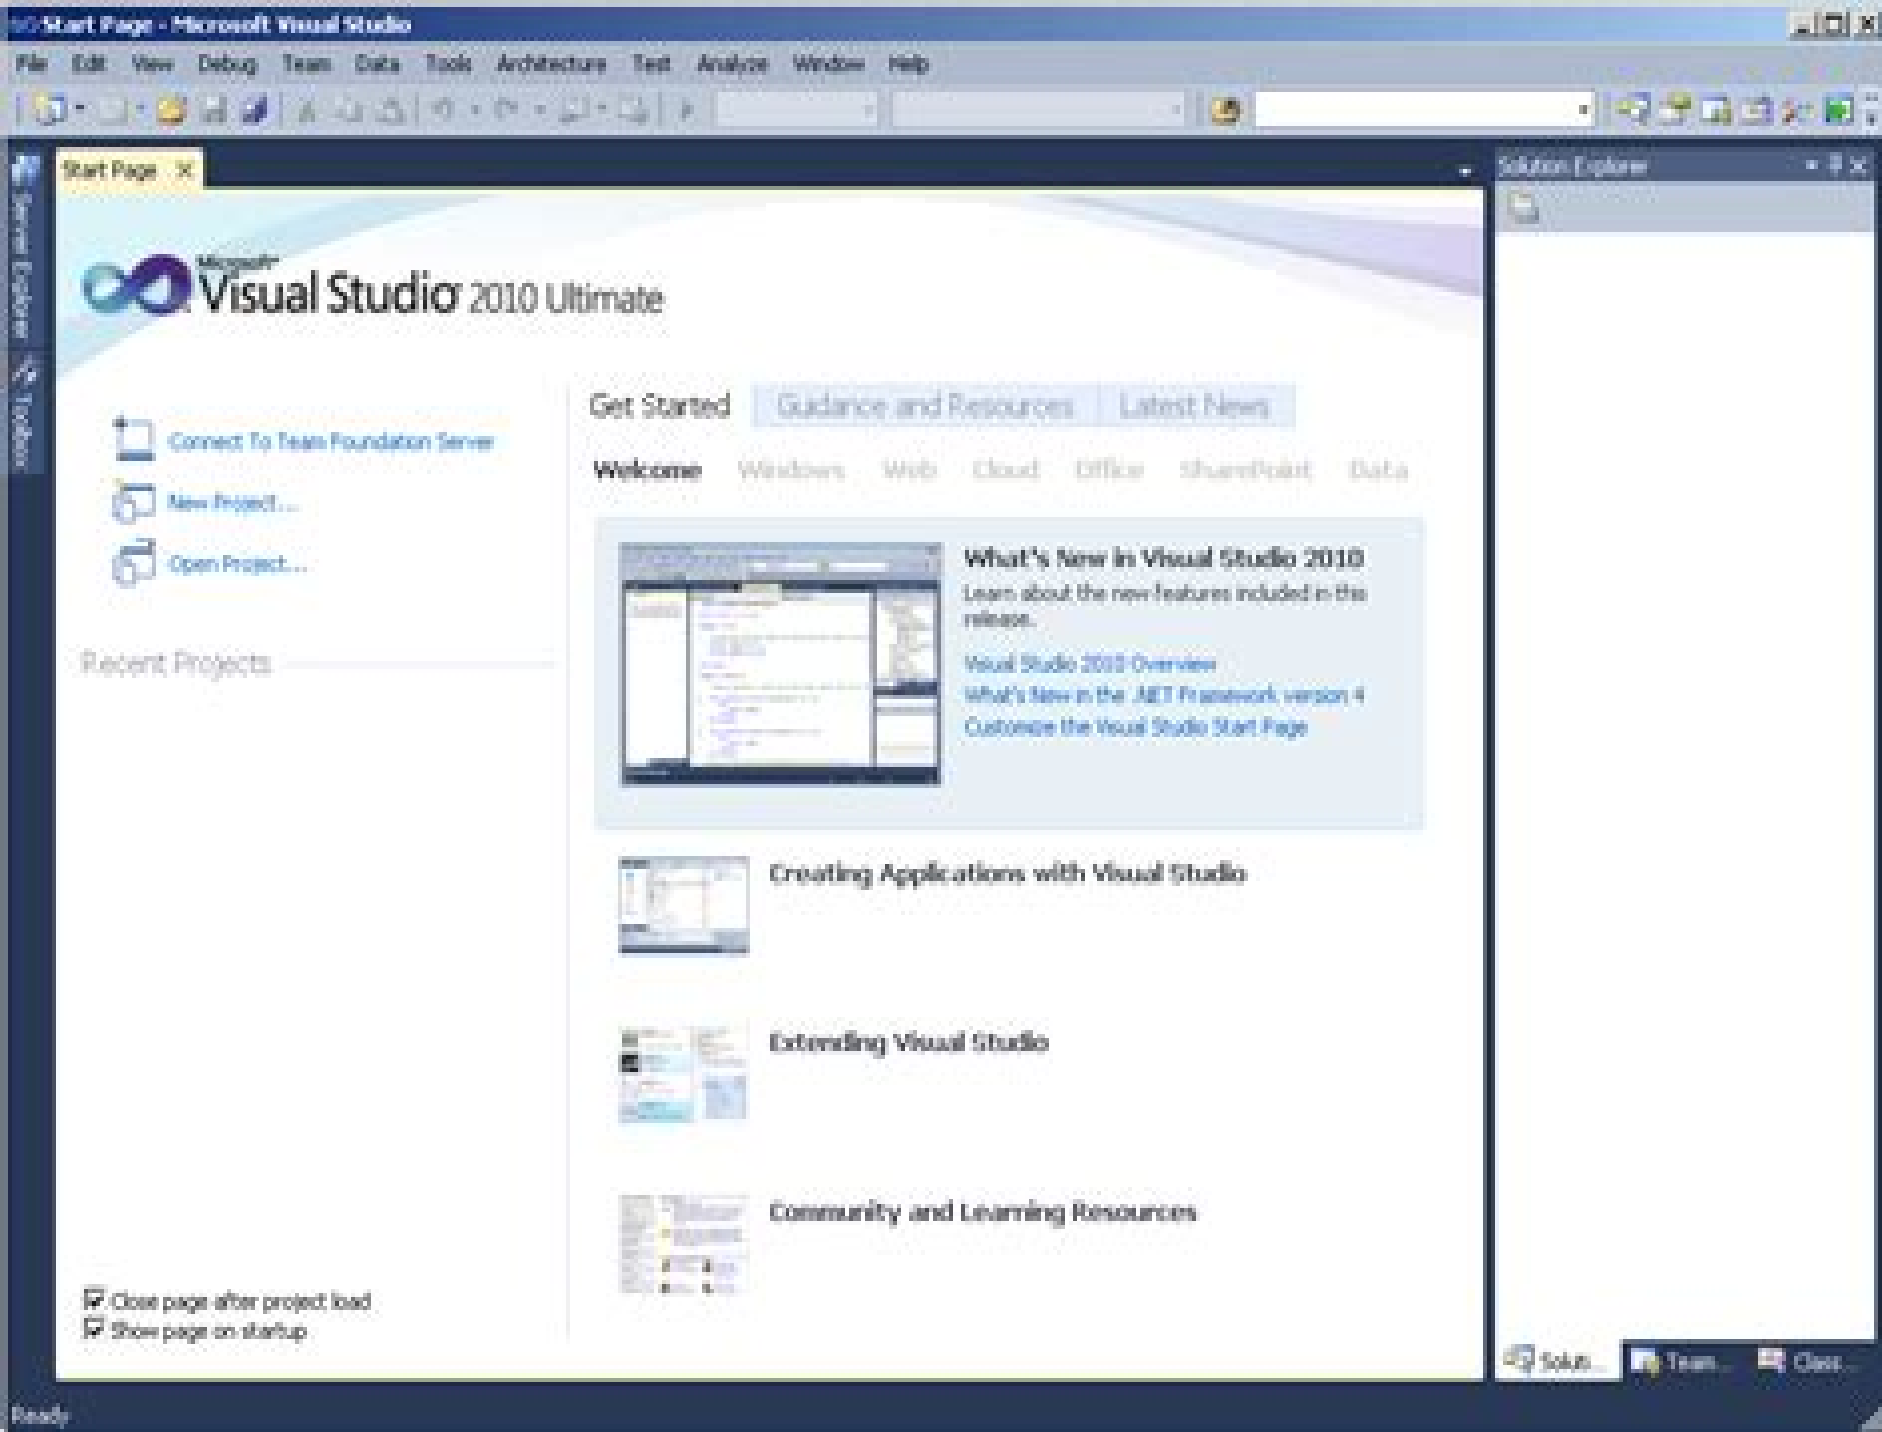 Start Page - Microsoft Visual Studio
File Edit View Debug Team Data Tools Architecture Test Analyze Window Help
Server Explorer
Toolbox
Start Page
Solution Explorer
Microsoft
Visual Studio 2010 Ultimate
Connect To Team Foundation Server
New Project...
Open Project...
Recent Projects
Close page after project load
Show page on startup
Get Started Guidance and Resources Latest News
Welcome Windows Web Cloud Office SharePoint Data
What's New in Visual Studio 2010
Learn about the new features included in this
release.
Visual Studio 2010 Overview
What's New in the .NET Framework version 4
Customize the Visual Studio Start Page
Creating Applications with Visual Studio
Extending Visual Studio
Community and Learning Resources
Soluti... Team... Class...
Ready